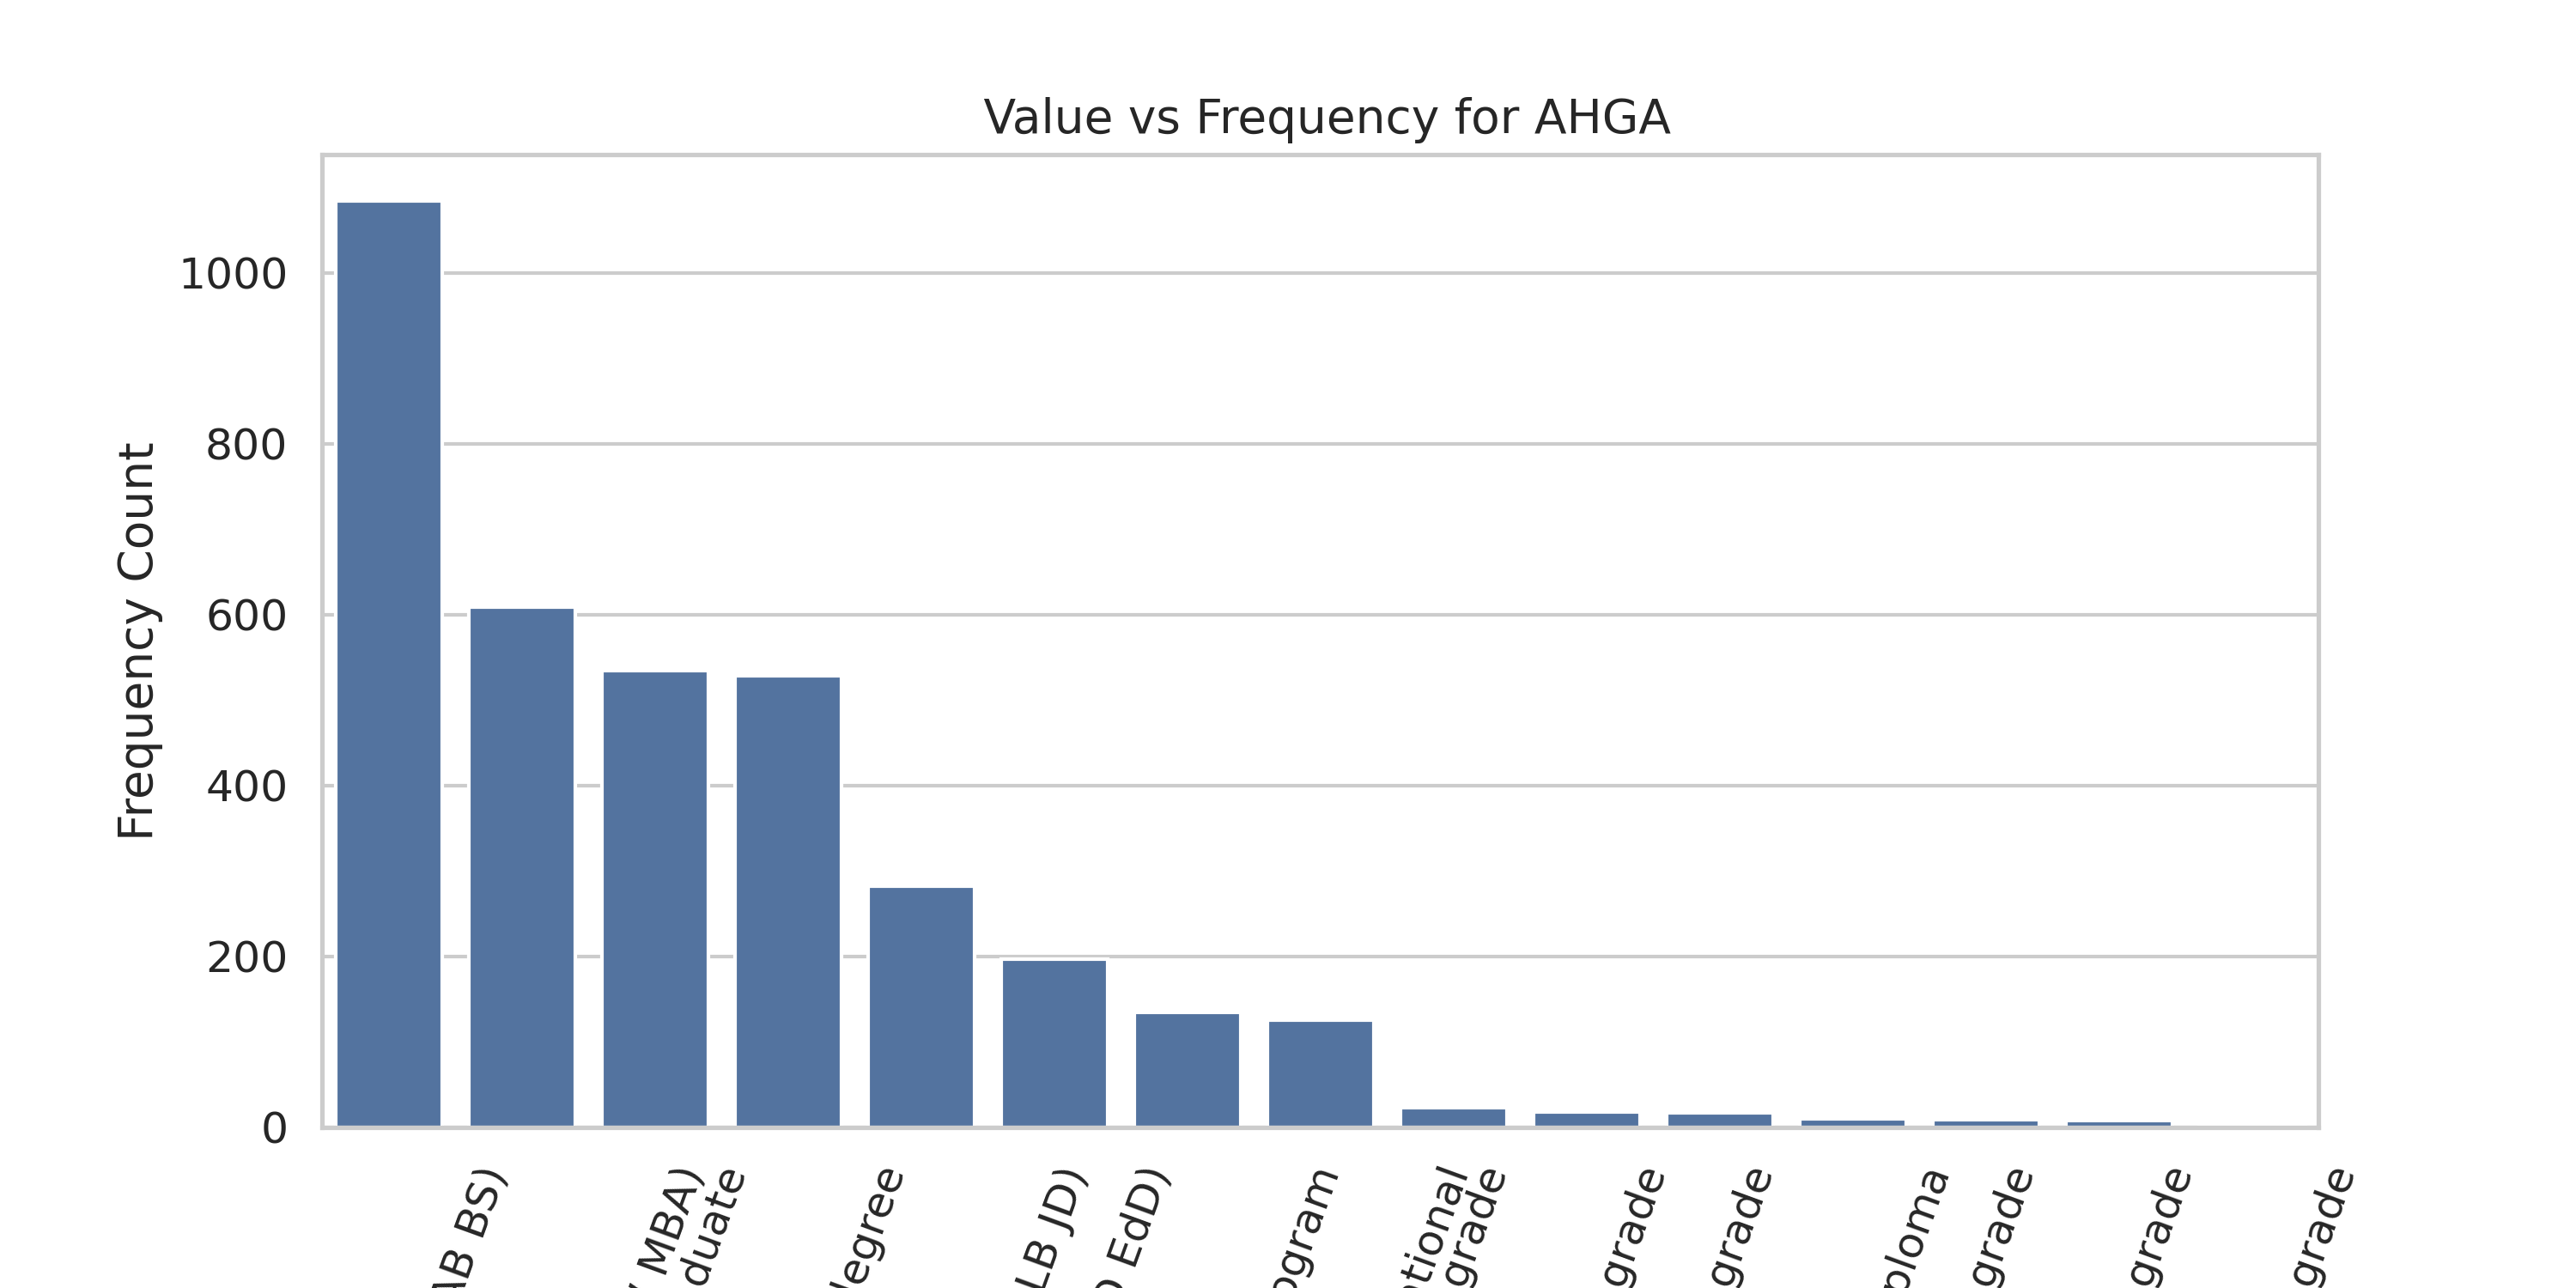 Value vs Frequency for AHGA
Frequency Count
1000
800
600
400
200
0
AB BS)
MBA)
duate
degree
LB JD)
EdD)
ogram
tional
grade
grade
grade
ploma
grade
grade
grade